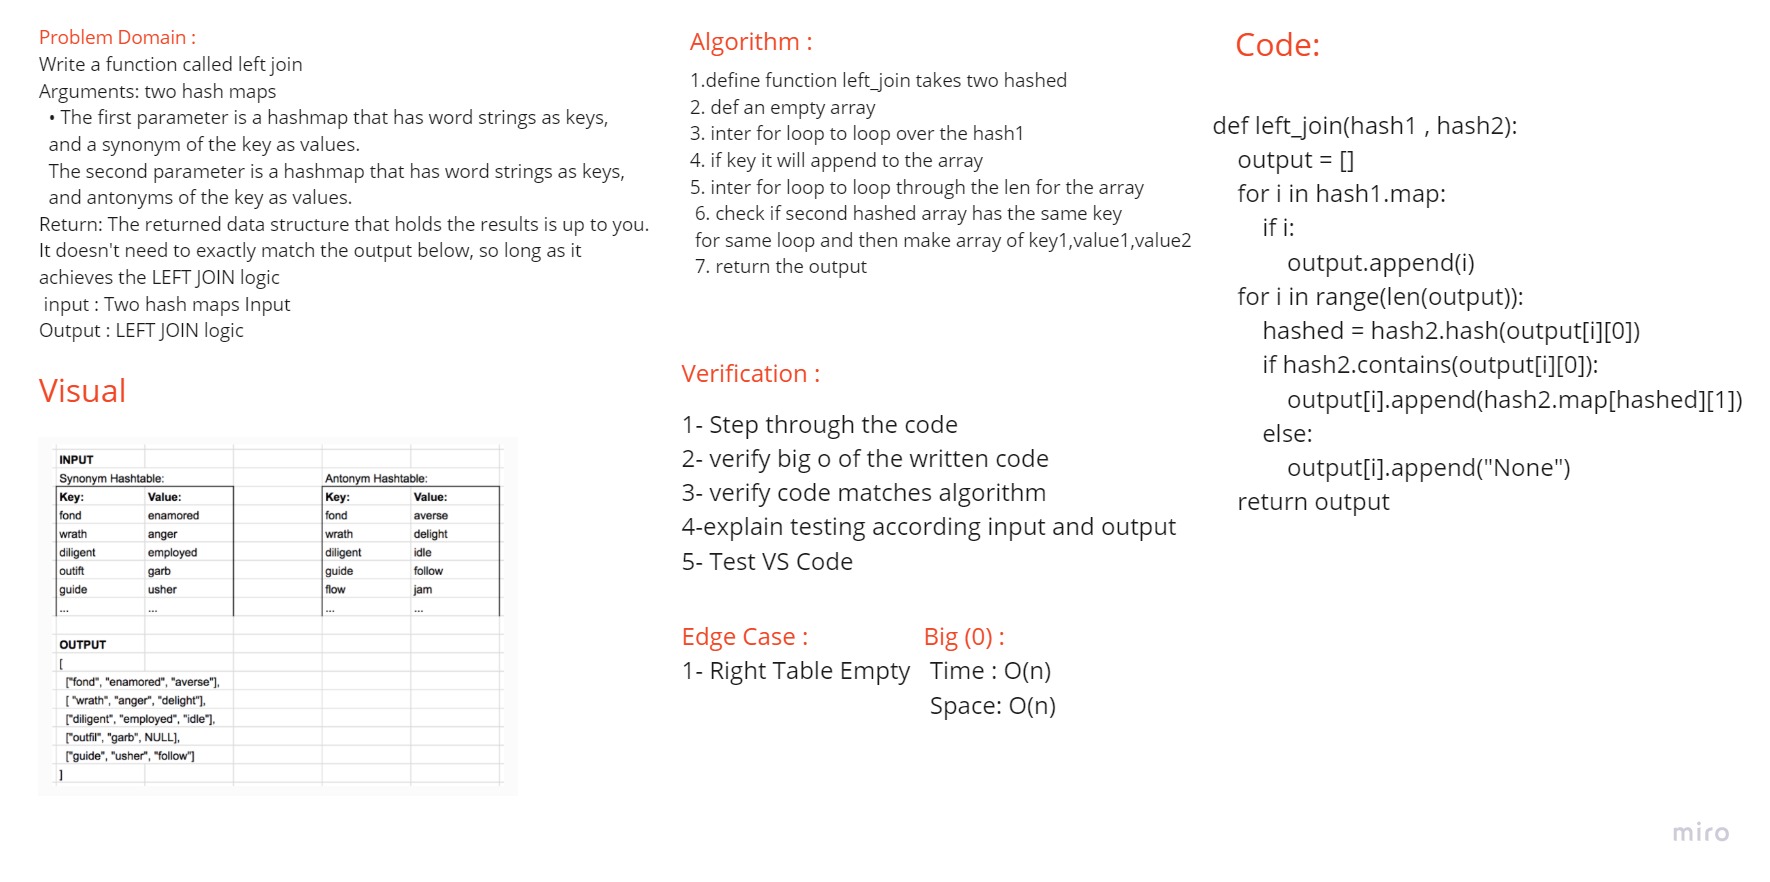 Problem Domain :
Write a function called left join
Arguments: two hash maps
• The first parameter is a hashmap that has word strings as keys,
and a synonym of the key as values.
The second parameter is a hashmap that has word strings as keys,
and antonyms of the key as values.
Return: The returned data structure that holds the results is up to you.
It doesn't need to exactly match the output below, so long as it
achieves the LEFT JOIN logic
input : Two hash maps Input
Output : LEFT JOIN logic
Visual
INPUT
Synonym Hashtable: Antonym Hashtable:
Key: Value: Key: Value:
fond enamored fond averse
wrath anger wrath delight
diligent employed diligent idle
outift garb guide follow
guide usher flow jam
... ... ... ...
OUTPUT
[
["fond", "enamored", "averse"],
[ "wrath", "anger", "delight"],
["diligent", "employed", "idle"],
["outfil", "garb", NULL],
["guide", "usher", "follow"]
]
Algorithm :
1.define function left_join takes two hashed
2. def an empty array
3. inter for loop to loop over the hash1
4. if key it will append to the array
5. inter for loop to loop through the len for the array
6. check if second hashed array has the same key
for same loop and then make array of key1,value1,value2
7. return the output
Verification :
1- Step through the code
2- verify big o of the written code
3- verify code matches algorithm
4-explain testing according input and output
5- Test VS Code
Edge Case :
1- Right Table Empty
Big (0) :
Time : O(n)
Space: O(n)
Code:
def left_join(hash1 , hash2):
output = []
for i in hash1.map:
if i:
output.append(i)
for i in range(len(output)):
hashed = hash2.hash(output[i][0])
if hash2.contains(output[i][0]):
output[i].append(hash2.map[hashed][1])
else:
output[i].append("None")
return output
miro